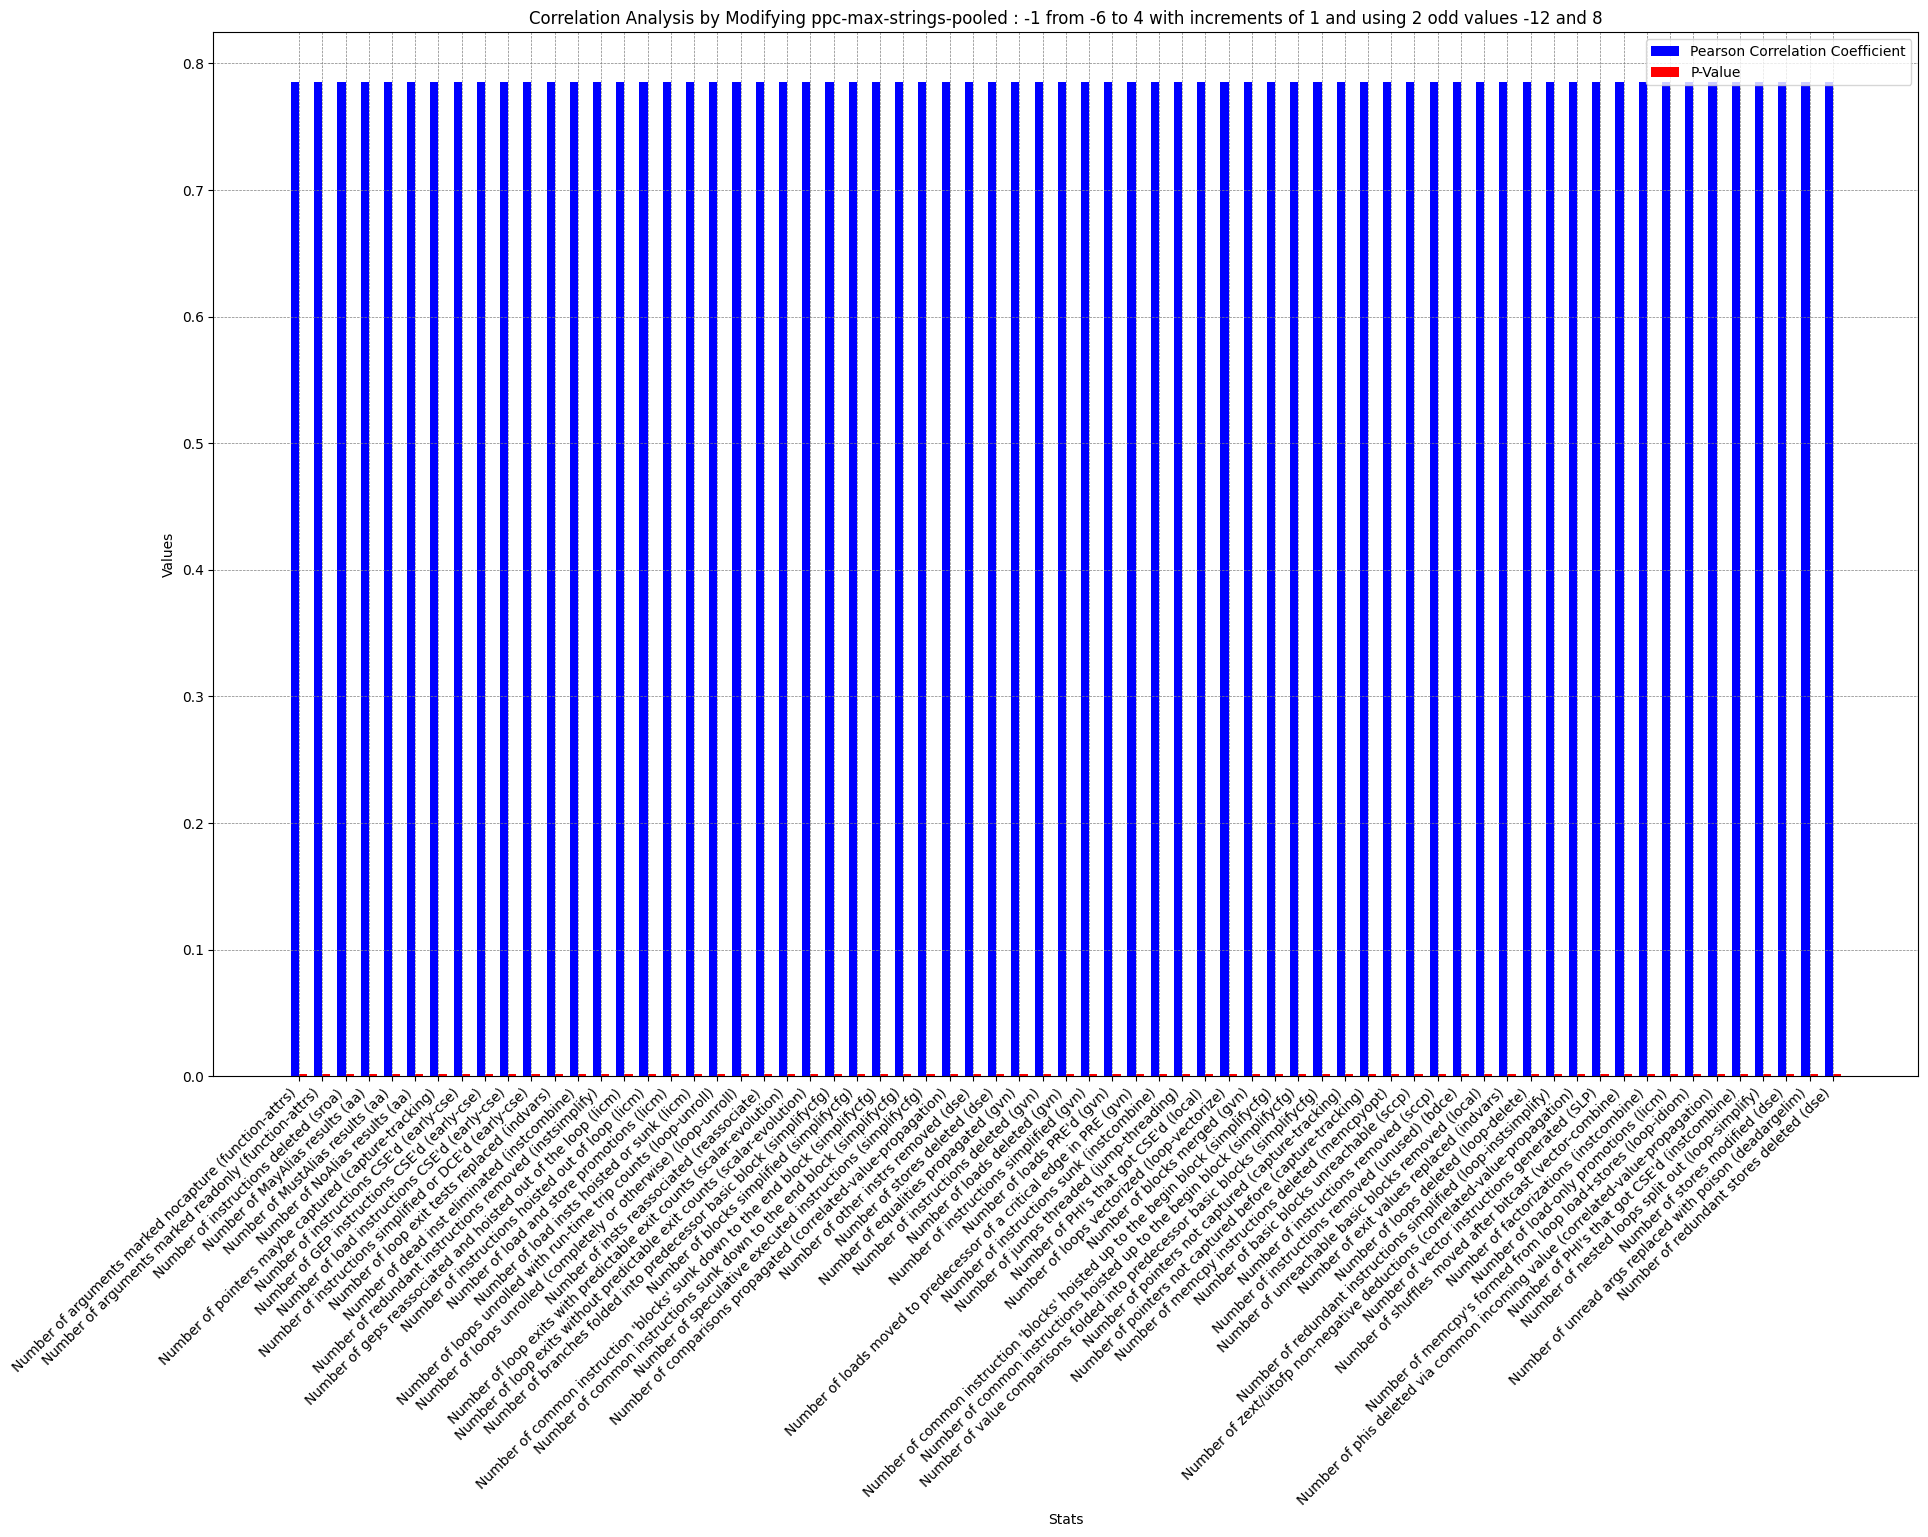 Correlation Analysis by Modifying ppc-max-strings-pooled : -1 from -6 to 4 with increments of 1 and using 2 odd values -12 and 8
Pearson Correlation Coefficient
P-Value
Values
0.8
0.7
0.6
0.5
0.4
0.3
0.2
0.1
0.0
Number of arguments marked nocapture (function-attrs)
Number of arguments marked readonly (function-attrs)
Number of instructions deleted (sroa)
Number of MayAlias results (aa)
Number of MustAlias results (aa)
Number of NoAlias results (aa)
Number of pointers maybe captured (capture-tracking)
Number of instructions CSE'd (early-cse)
Number of GEP instructions CSE'd (early-cse)
Number of load instructions CSE'd (early-cse)
Number of instructions simplified or DCE'd (early-cse)
Number of loop exit tests replaced (indvars)
Number of dead inst eliminated (instcombine)
Number of redundant instructions removed (instsimplify)
Number of geps reassociated and hoisted out of the loop (licm)
Number of instructions hoisted out of loop (licm)
Number of load and store promotions (licm)
Number of load insts hoisted or sunk (licm)
Number of loops unrolled with run-time trip counts (loop-unroll)
Number of loops unrolled (completely or otherwise) (loop-unroll)
Number of insts reassociated (reassociate)
Number of loop exits with predictable exit counts (scalar-evolution)
Number of loop exits without predictable exit counts (scalar-evolution)
Number of branches folded into predecessor basic block (simplifycfg)
Number of blocks simplified (simplifycfg)
Number of common instruction 'blocks' sunk down to the end block (simplifycfg)
Number of common instructions sunk down to the end block (simplifycfg)
Number of speculative executed instructions (simplifycfg)
Number of comparisons propagated (correlated-value-propagation)
Number of other instrs removed (dse)
Number of stores deleted (dse)
Number of equalities propagated (gvn)
Number of instructions deleted (gvn)
Number of loads deleted (gvn)
Number of instructions simplified (gvn)
Number of loads PRE'd (gvn)
Number of loads moved to predecessor of a critical edge in PRE (gvn)
Number of instructions sunk (instcombine)
Number of jumps threaded (jump-threading)
Number of PHI's that got CSE'd (local)
Number of loops vectorized (loop-vectorize)
Number of blocks merged (gvn)
Number of common instruction 'blocks' hoisted up to the begin block (simplifycfg)
Number of common instructions hoisted up to the begin block (simplifycfg)
Number of value comparisons folded into predecessor basic blocks (simplifycfg)
Number of pointers not captured (capture-tracking)
Number of pointers not captured before (capture-tracking)
Number of memcpy instructions deleted (memcpyopt)
Number of basic blocks unreachable (sccp)
Number of instructions removed (sccp)
Number of instructions removed (unused) (bdce)
Number of unreachable basic blocks removed (local)
Number of exit values replaced (indvars)
Number of loops deleted (loop-delete)
Number of redundant instructions simplified (loop-instsimplify)
Number of zext/uitofp non-negative deductions (correlated-value-propagation)
Number of vector instructions generated (SLP)
Number of shuffles moved after bitcast (vector-combine)
Number of factorizations (instcombine)
Number of load-only promotions (licm)
Number of memcpy's formed from loop load+stores (loop-idiom)
Number of phis deleted via common incoming value (correlated-value-propagation)
Number of PHI's that got CSE'd (instcombine)
Number of nested loops split out (loop-simplify)
Number of stores modified (dse)
Number of unread args replaced with poison (deadargelim)
Number of redundant stores deleted (dse)
Stats